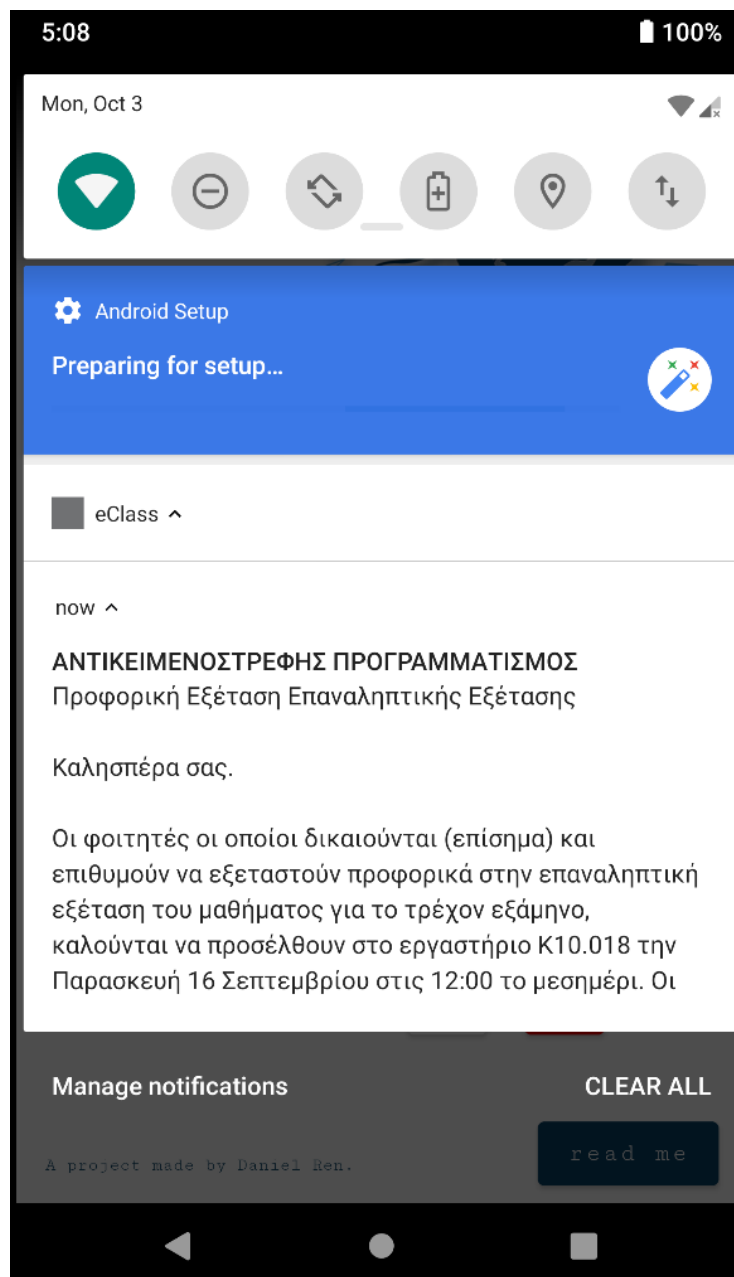 5:08
100%
Mon, Oct 3
Android Setup
Preparing for setup...
eClass
now
ΑΝΤΙΚΕΙΜΕΝΟΣΤΡΕΦΗΣ ΠΡΟΓΡΑΜΜΑΤΙΣΜΟΣ
Προφορική Εξέταση Επαναληπτικής Εξέτασης
Καλησπέρα σας.
Οι φοιτητές οι οποίοι δικαιούνται (επίσημα) και
επιθυμούν να εξεταστούν προφορικά στην επαναληπτική
εξέταση του μαθήματος για το τρέχον εξάμηνο,
καλούνται να προσέλθουν στο εργαστήριο Κ10.018 την
Παρασκευή 16 Σεπτεμβρίου στις 12:00 το μεσημέρι. Οι
Manage notifications
CLEAR ALL
A project made by Daniel Ren.
read me